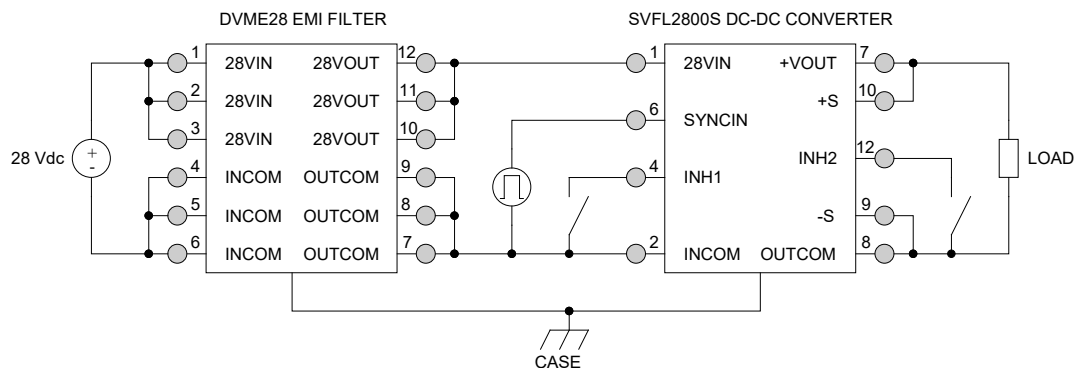 DVME28 EMI FILTER
SVFL2800S DC-DC CONVERTER
1 28VIN 28VOUT 12
2 28VIN 28VOUT 11
3 28VIN 28VOUT 10
4 INCOM OUTCOM 9
5 INCOM OUTCOM 8
6 INCOM OUTCOM 7
28 Vdc
+
-
1 28VIN +VOUT 7
+S 10
6 SYNCIN
4 INH1 INH2 12
-S 9
2 INCOM OUTCOM 8
LOAD
CASE